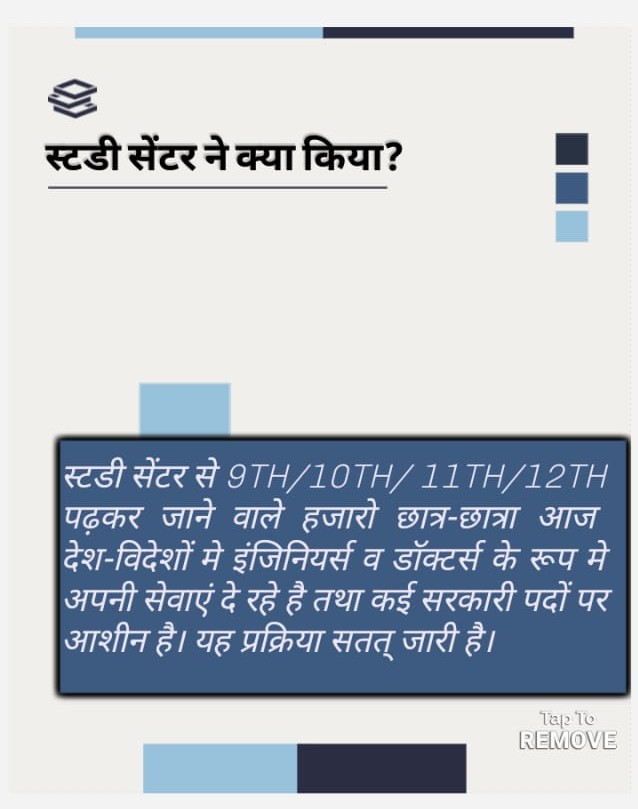 स्टडी सेंटर ने क्या किया?
स्टडी सेंटर से 9TH/10TH/ 11TH/12TH
पढ़कर जाने वाले हजारो छात्र-छात्रा आज
देश-विदेशों मे इंजिनियर्स व डॉक्टर्स के रूप मे
अपनी सेवाएं दे रहे है तथा कई सरकारी पदों पर
आशीन है। यह प्रक्रिया सतत् जारी है।
Tap To
REMOVE